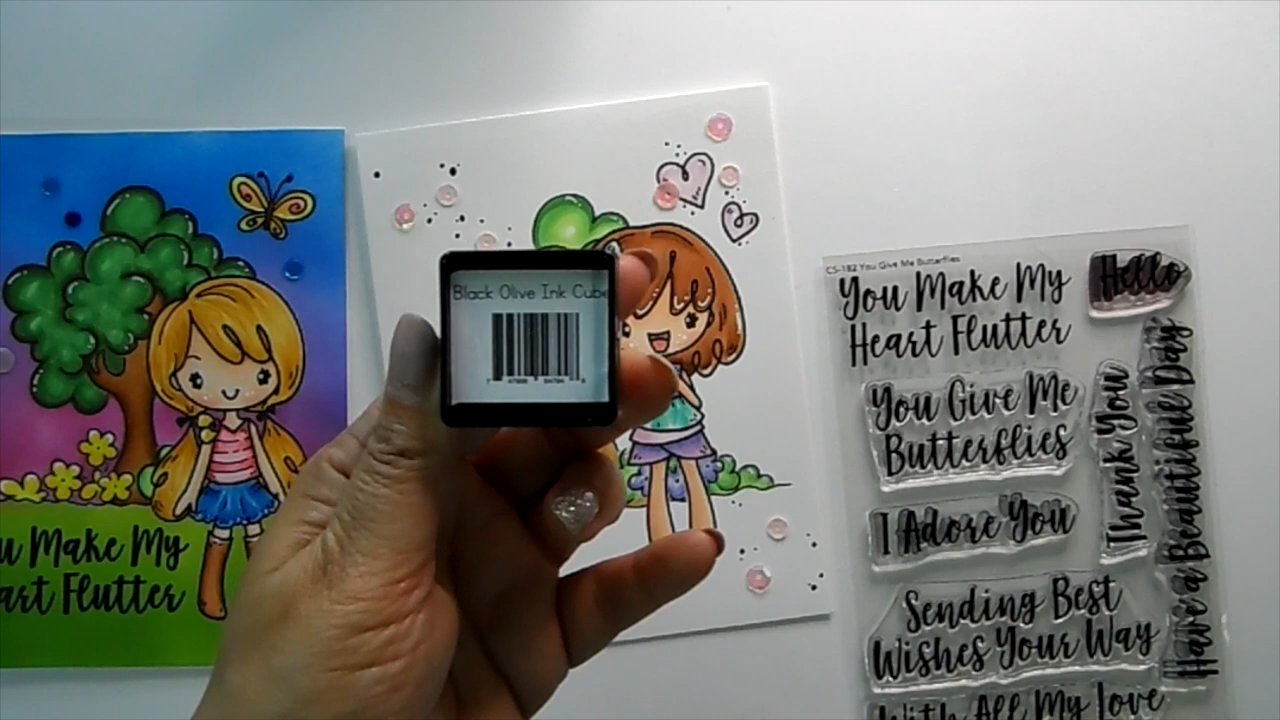 Black Olive Ink Cube
u Make My
art Flutter
CS-182 You Give Me Butterflies
You Make My
Heart Flutter
Hello
You Give Me
Butterflies
I Adore You
Thank You
Have a Beautiful Day
Sending Best
Wishes Your Way
With All My Love